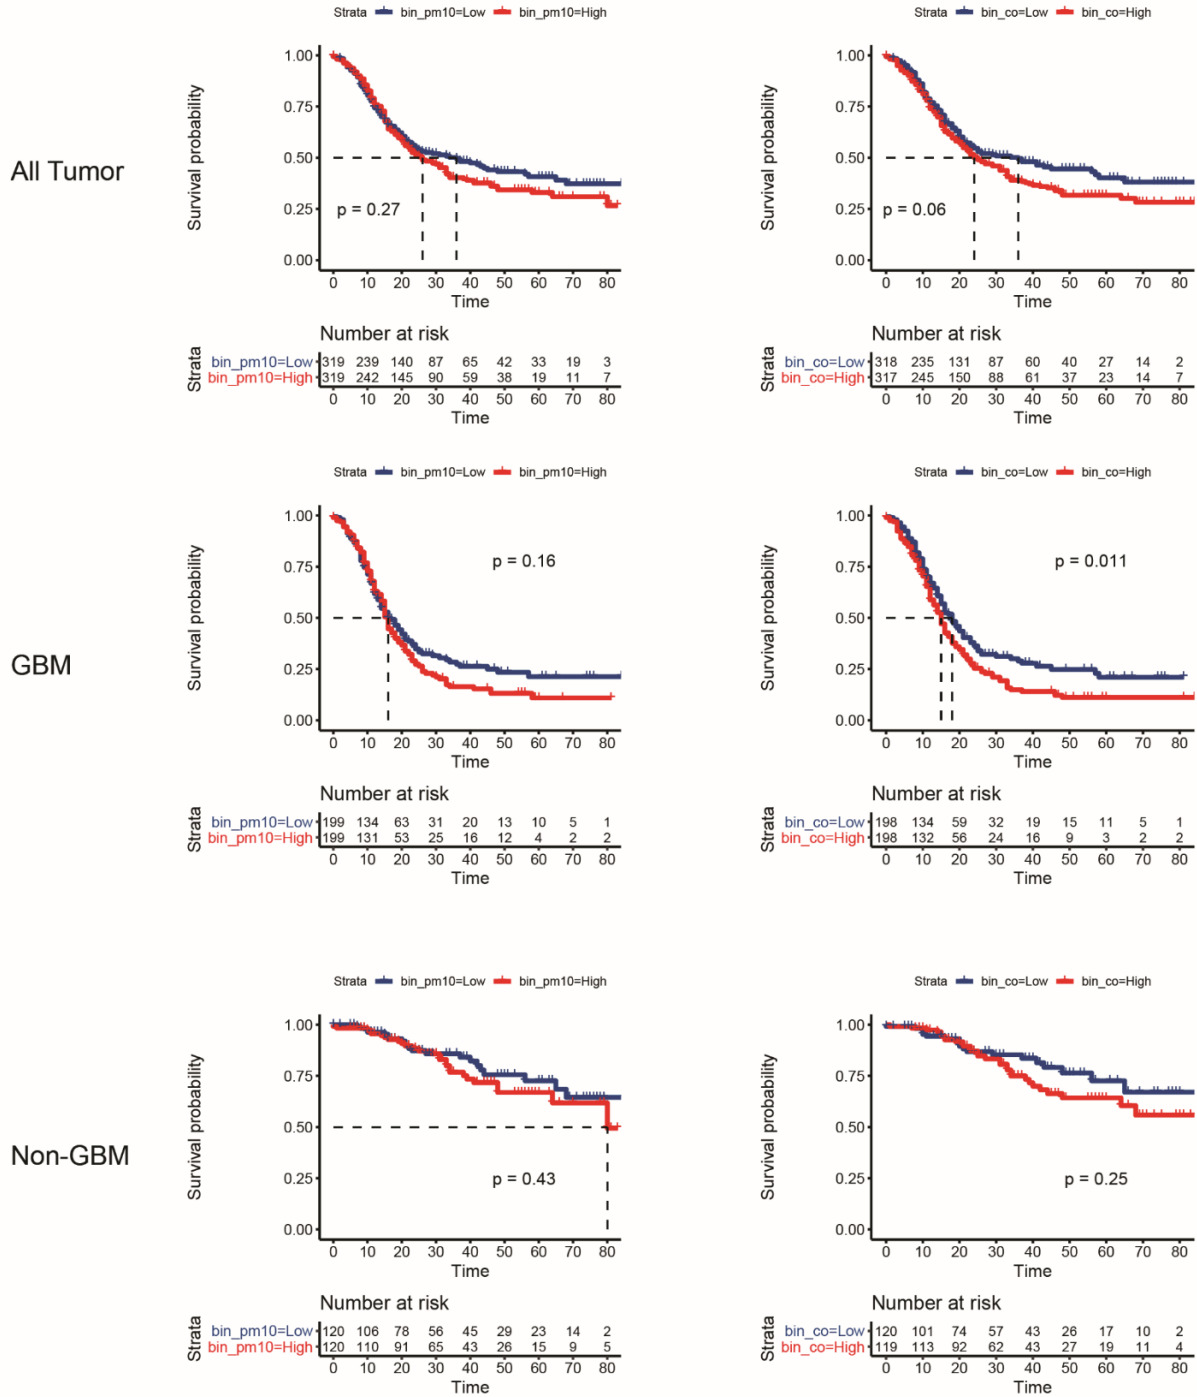 Strata bin_pm10=Low bin_pm10=High
Strata bin_co=Low bin_co=High
All Tumor
Survival probability
1.00
0.75
0.50
0.25
0.00
p = 0.27
0 10 20 30 40 50 60 70 80
Time
Survival probability
1.00
0.75
0.50
0.25
0.00
p = 0.06
0 10 20 30 40 50 60 70 80
Time
Number at risk
Strata
bin_pm10=Low 319 239 140 87 65 42 33 19 3
bin_pm10=High 319 242 145 90 59 38 19 11 7
0 10 20 30 40 50 60 70 80
Time
Number at risk
Strata
bin_co=Low 318 235 131 87 60 40 27 14 2
bin_co=High 317 245 150 88 61 37 23 14 7
0 10 20 30 40 50 60 70 80
Time
Strata bin_pm10=Low bin_pm10=High
Strata bin_co=Low bin_co=High
GBM
Survival probability
1.00
0.75
0.50
0.25
0.00
p = 0.16
0 10 20 30 40 50 60 70 80
Time
Survival probability
1.00
0.75
0.50
0.25
0.00
p = 0.011
0 10 20 30 40 50 60 70 80
Time
Number at risk
Strata
bin_pm10=Low 199 134 63 31 20 13 10 5 1
bin_pm10=High 199 131 53 25 16 12 4 2 2
0 10 20 30 40 50 60 70 80
Time
Number at risk
Strata
bin_co=Low 198 134 59 32 19 15 11 5 1
bin_co=High 198 132 56 24 16 9 3 2 2
0 10 20 30 40 50 60 70 80
Time
Strata bin_pm10=Low bin_pm10=High
Strata bin_co=Low bin_co=High
Non-GBM
Survival probability
1.00
0.75
0.50
0.25
0.00
p = 0.43
0 10 20 30 40 50 60 70 80
Time
Survival probability
1.00
0.75
0.50
0.25
0.00
p = 0.25
0 10 20 30 40 50 60 70 80
Time
Number at risk
Strata
bin_pm10=Low 120 106 78 56 45 29 23 14 2
bin_pm10=High 120 110 91 65 43 26 15 9 5
0 10 20 30 40 50 60 70 80
Time
Number at risk
Strata
bin_co=Low 120 101 74 57 43 26 17 10 2
bin_co=High 119 113 92 62 43 27 19 11 4
0 10 20 30 40 50 60 70 80
Time